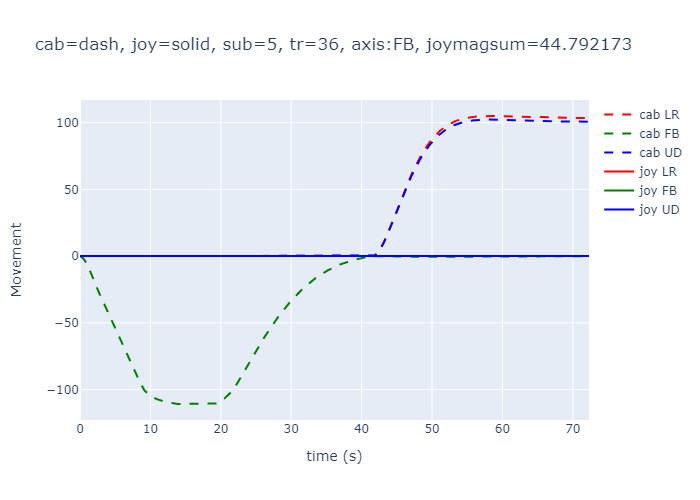 cab=dash, joy=solid, sub=5, tr=36, axis:FB, joymagsum=44.792173
cab LR
cab FB
cab UD
joy LR
joy FB
joy UD
Movement
100
50
0
−50
−100
0 10 20 30 40 50 60 70
time (s)